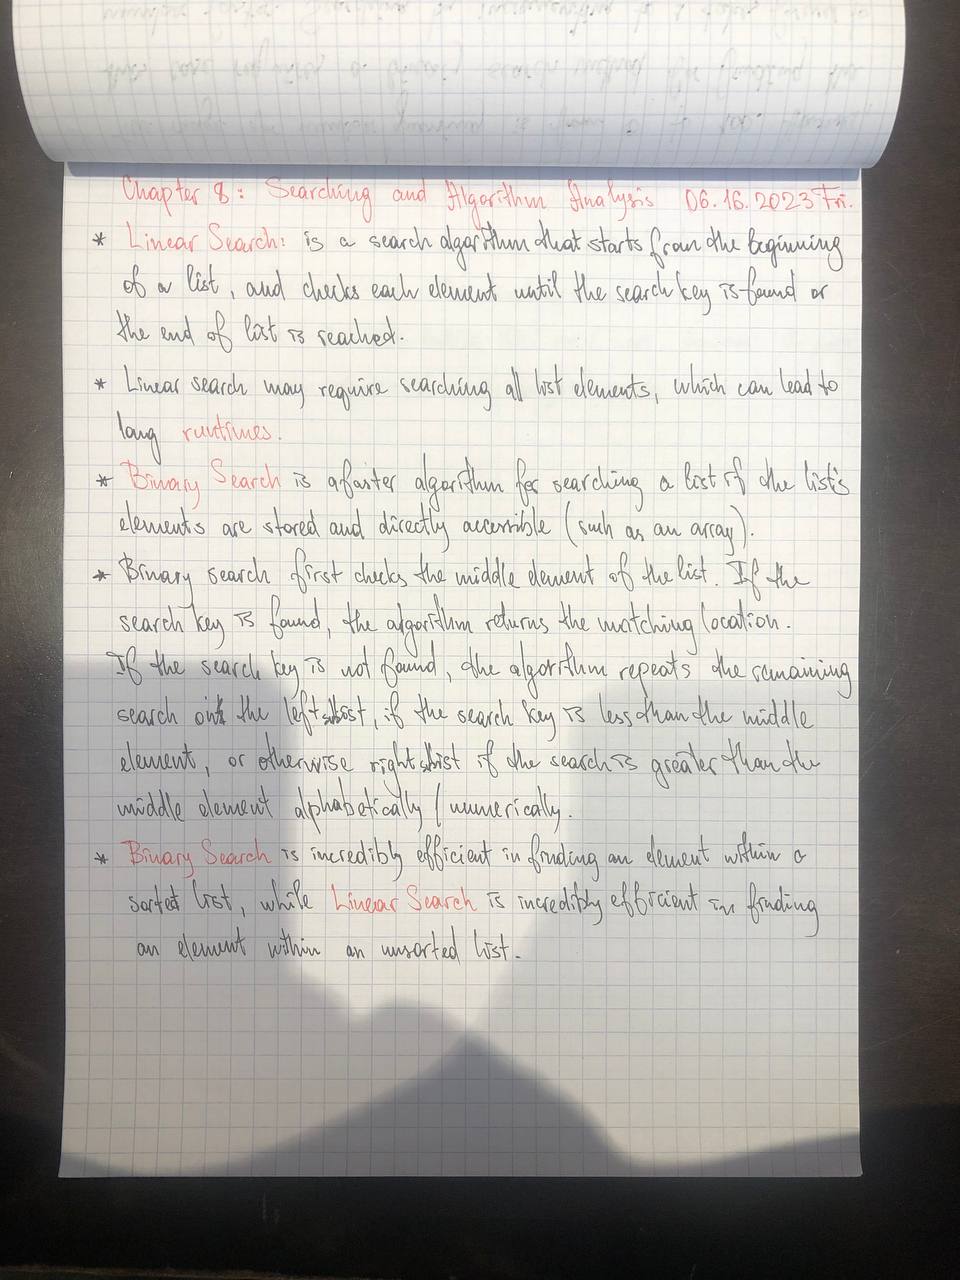 Chapter 8: Searching and Algorithm Analysis 06.16.2023 Fri.
* Linear Search: is a search algorithm that starts from the beginning
of a list, and checks each element until the search key is found or
the end of list is reached.
* Linear search may require searching all list elements, which can lead to
long runtimes.
* Binary Search is a faster algorithm for searching a list if the list's
elements are stored and directly accessible (such as an array).
* Binary search first checks the middle element of the list. If the
search key is found, the algorithm returns the matching location.
If the search key is not found, the algorithm repeats the remaining
search on the left sublist, if the search key is less than the middle
element, or otherwise right sublist if the search is greater than the
middle element alphabetically / numerically.
* Binary Search is incredibly efficient in finding an element within a
sorted list, while Linear Search is incredibly efficient in finding
an element within an unsorted list.